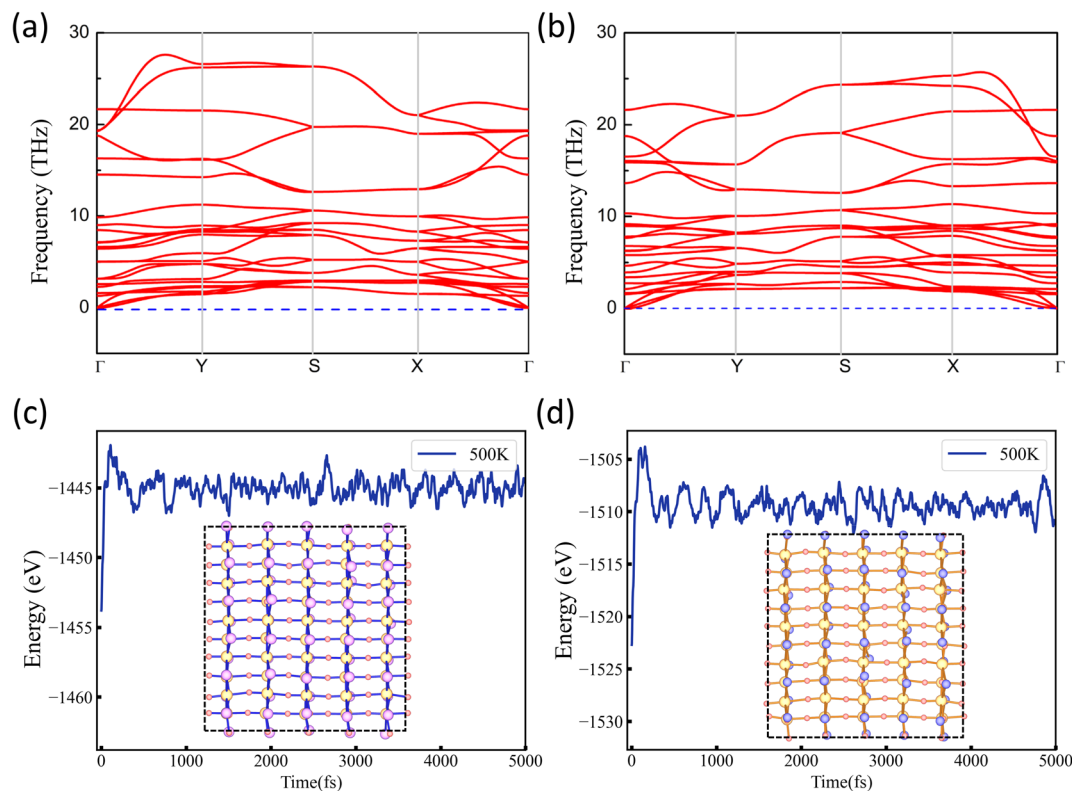 (a)
30
20
10
0
Frequency (THz)
Γ Y S X Γ
(b)
30
20
10
0
Frequency (THz)
Γ Y S X Γ
(c)
500K
−1445
−1450
−1455
−1460
Energy (eV)
0 1000 2000 3000 4000 5000
Time(fs)
(d)
500K
−1505
−1510
−1515
−1520
−1525
−1530
Energy (eV)
0 1000 2000 3000 4000 5000
Time(fs)